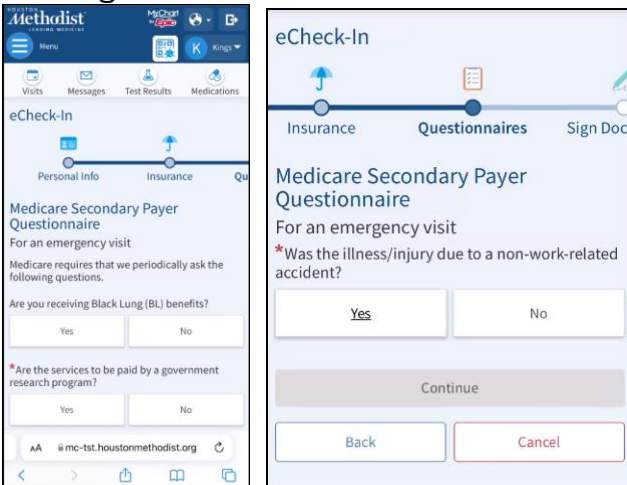 HOUSTON
Methodist
LEADING MEDICINE
MyChart
by Epic
Menu
K Kings
Visits Messages Test Results Medications
eCheck-In
Personal Info Insurance Qu
Medicare Secondary Payer
Questionnaire
For an emergency visit
Medicare requires that we periodically ask the
following questions.
Are you receiving Black Lung (BL) benefits?
Yes No
*Are the services to be paid by a government
research program?
Yes No
AA mc-tst.houstonmethodist.org
eCheck-In
Insurance Questionnaires Sign Doc
Medicare Secondary Payer
Questionnaire
For an emergency visit
*Was the illness/injury due to a non-work-related
accident?
Yes No
Continue
Back Cancel